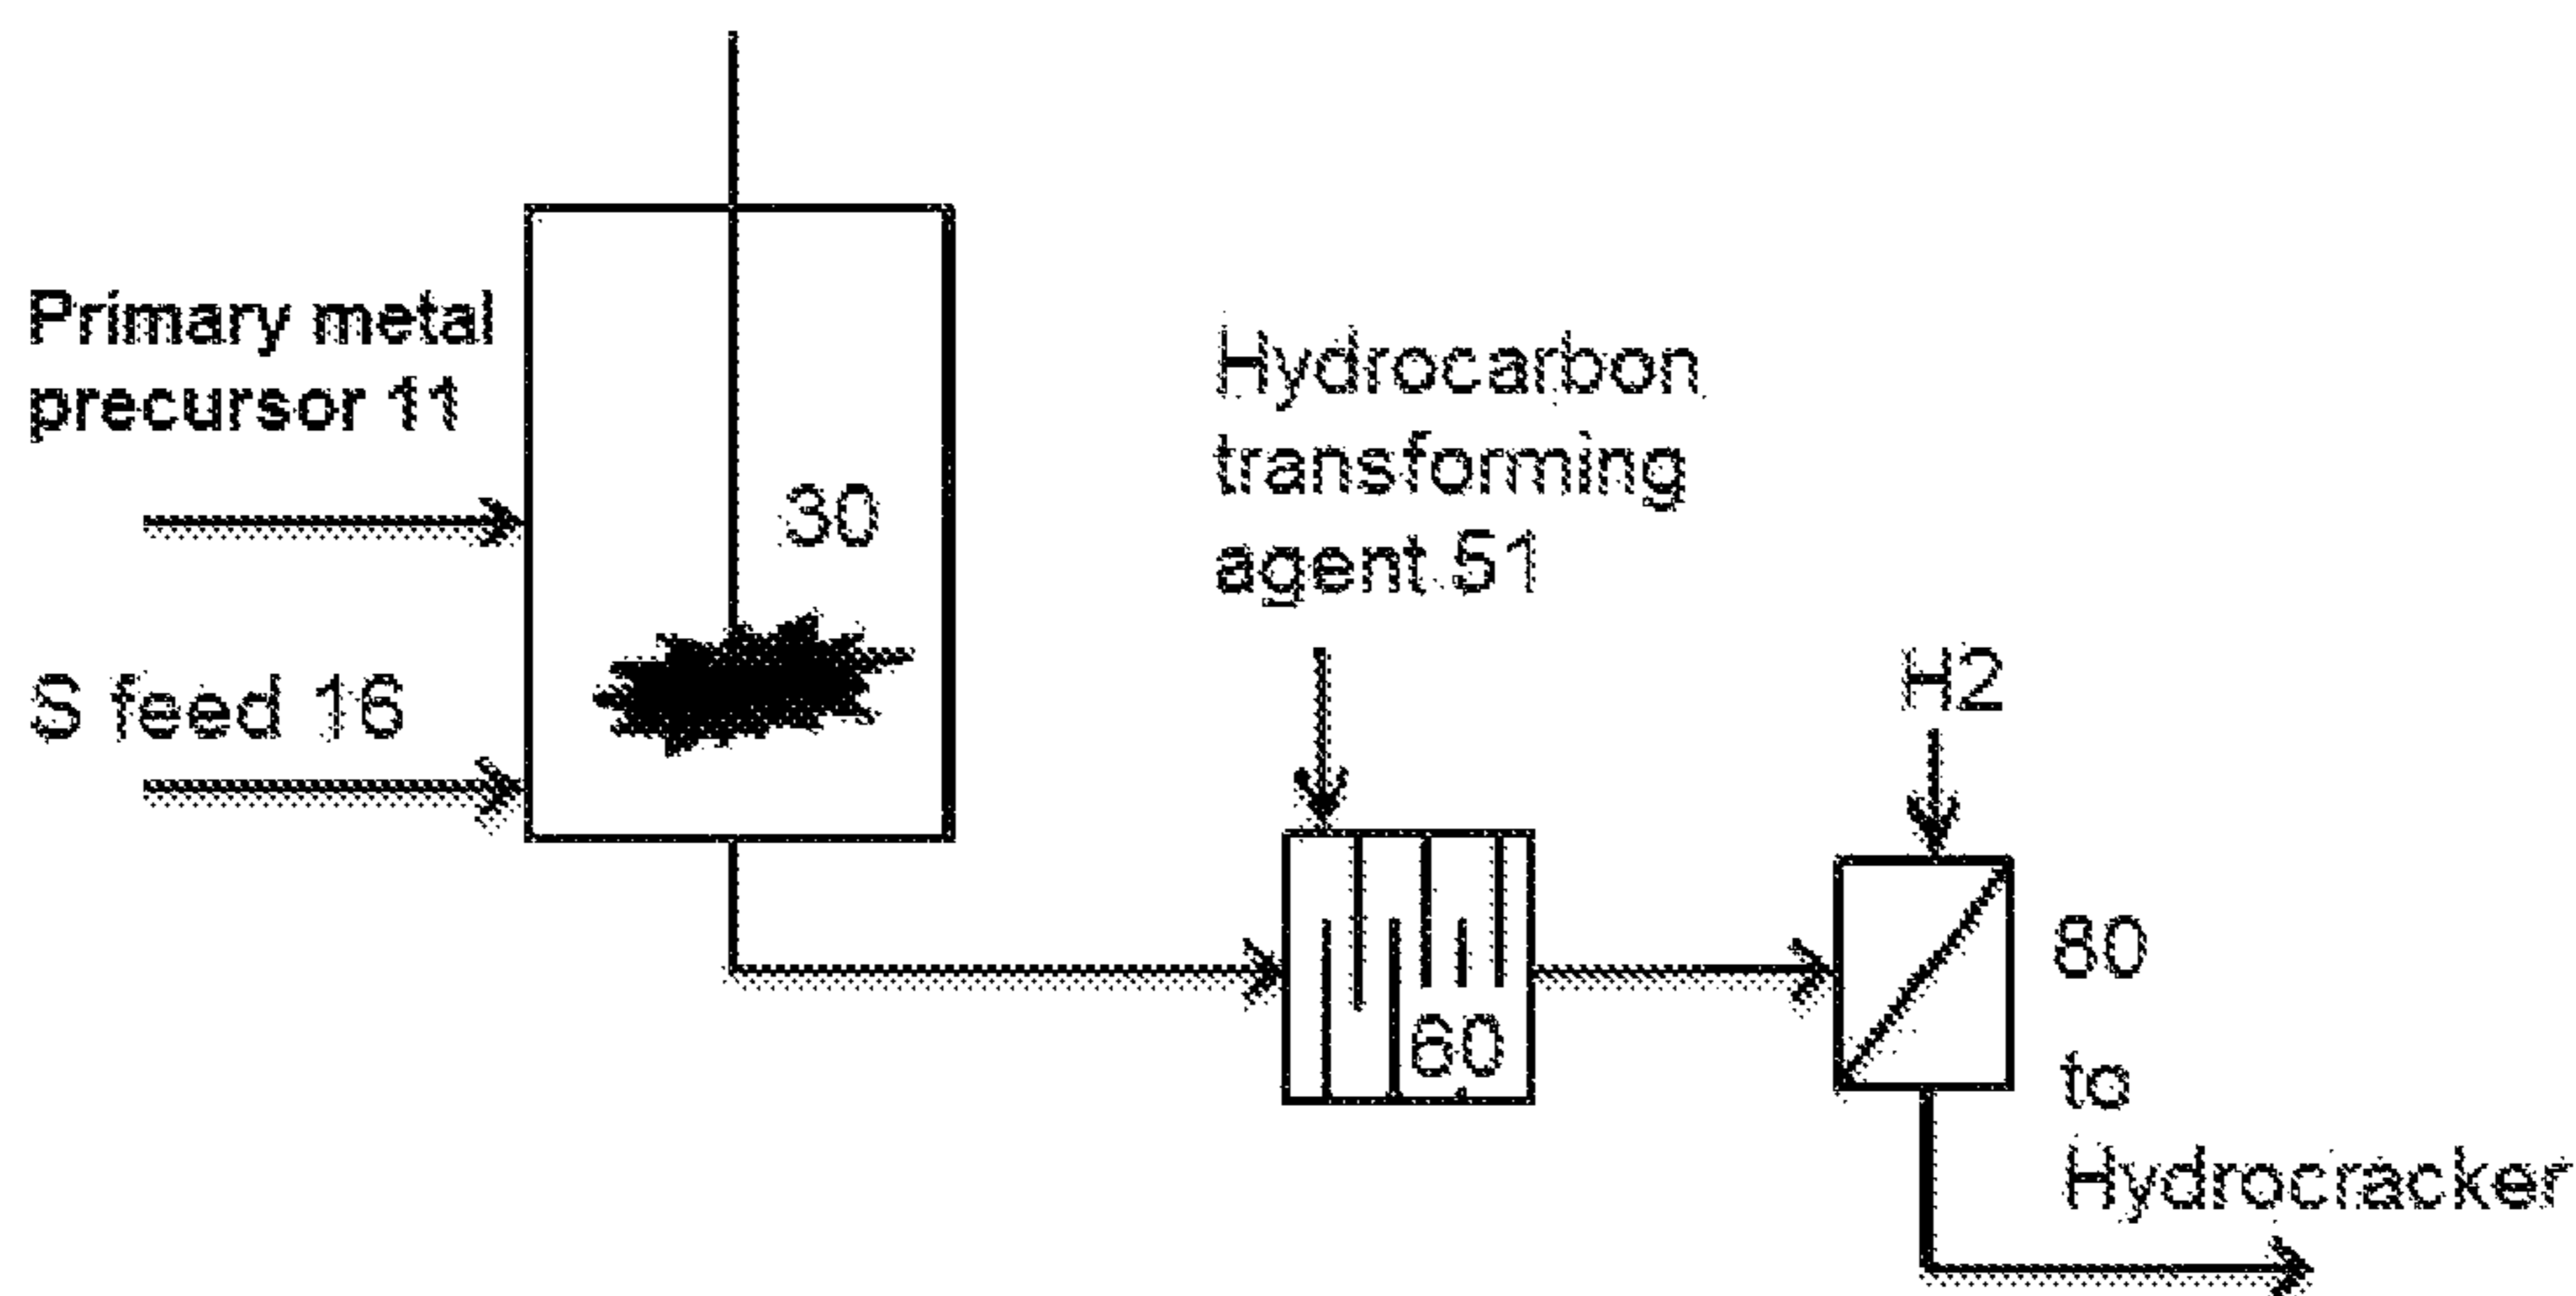 Primary metal
precursor 11
30
S feed 16
Hydrocarbon
transforming
agent 51
H2
60
80
to
Hydrocracker